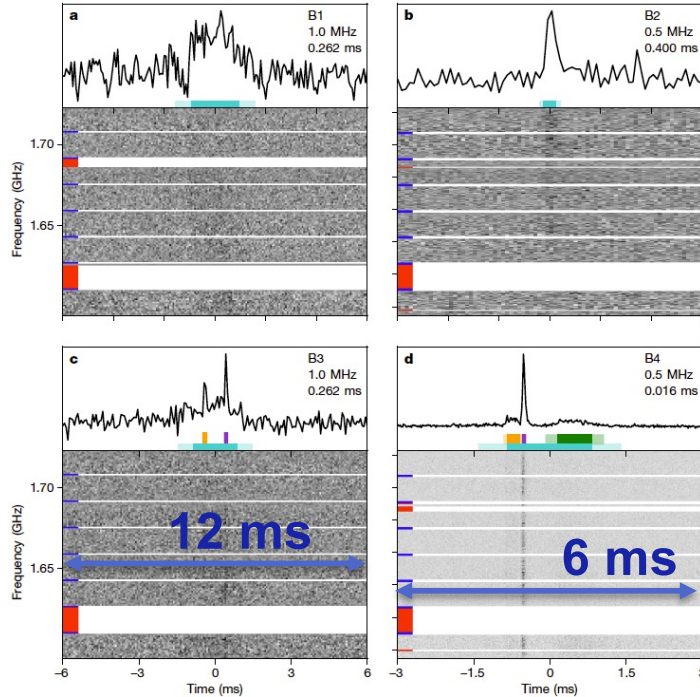 a B1
1.0 MHz
0.262 ms
b B2
0.5 MHz
0.400 ms
1.70
1.65
Frequency (GHz)
c B3
1.0 MHz
0.262 ms
d B4
0.5 MHz
0.016 ms
1.70
1.65
Frequency (GHz)
12 ms
6 ms
−6 −3 0 3 6
Time (ms)
−3 −1.5 0 1.5
Time (ms)